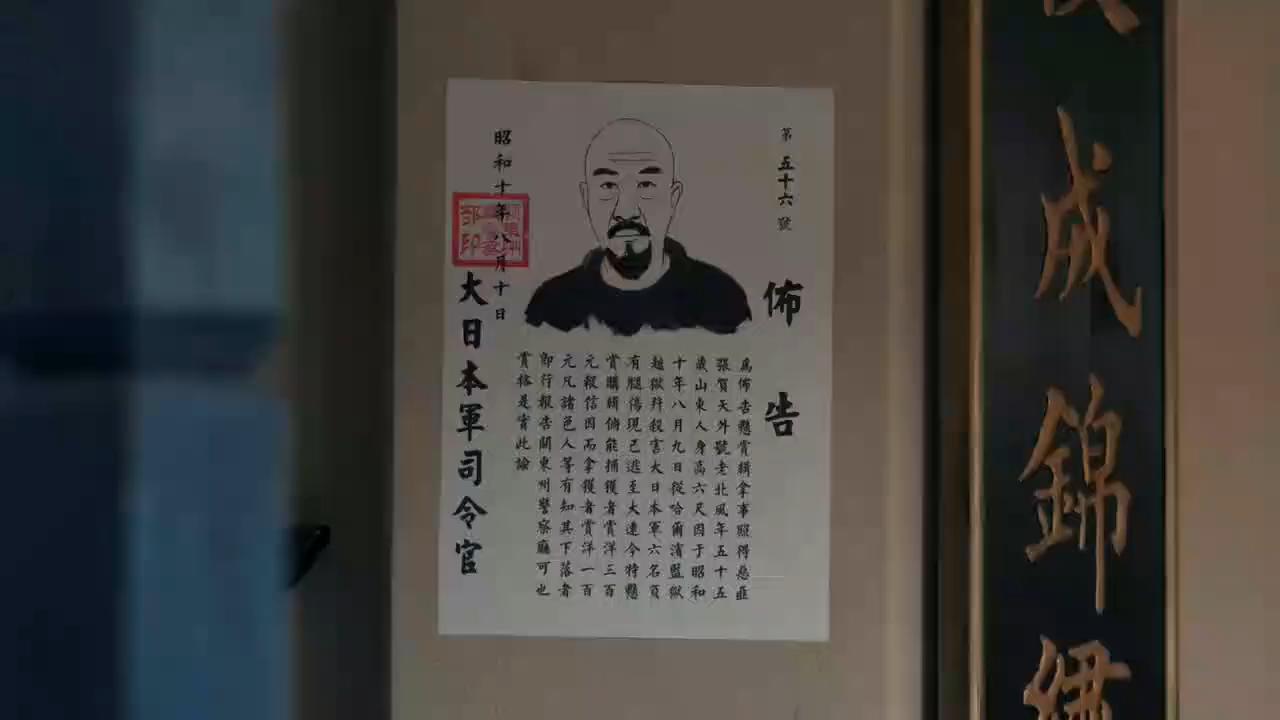 第五十六號
佈告
爲佈告懸賞緝拿事照得惡匪
張賀天外號老北風年五十五
歲山東人身高六尺因于昭和
十年八月九日從哈爾濱監獄
越獄幷殺害大日本軍六名負
有腿傷現已逃至大連令特懸
賞購緝倘能捕獲者賞洋三百
元報信因而拿獲者賞洋一百
元凡諸色人等有知其下落者
卽行報告關東州警察廳可也
賞格是實此諭
昭和十年八月十日
大日本軍司令官
成錦繡